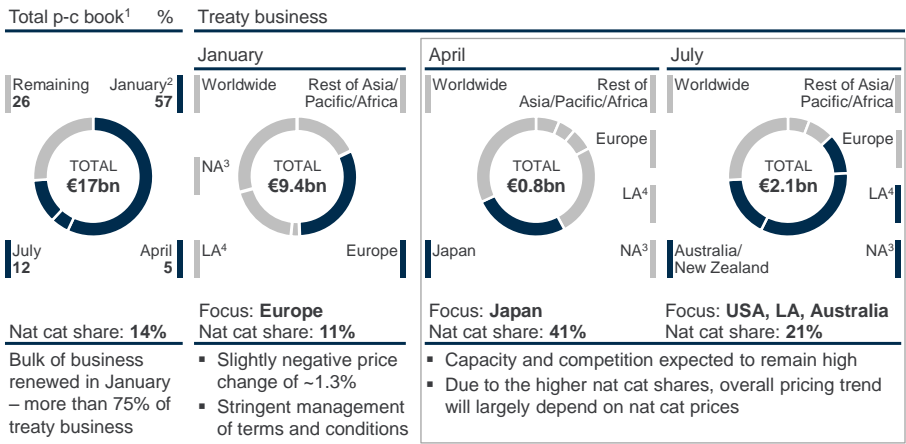 Total p-c book¹ %
Remaining
26
January²
57
TOTAL
€17bn
July
12
April
5
Nat cat share: 14%
Bulk of business
renewed in January
– more than 75% of
treaty business
Treaty business
January
Worldwide
Rest of Asia/
Pacific/Africa
NA³
TOTAL
€9.4bn
LA⁴
Europe
Focus: Europe
Nat cat share: 11%
▪ Slightly negative price
change of ~1.3%
▪ Stringent management
of terms and conditions
April
Worldwide
Rest of
Asia/Pacific/Africa
Europe
TOTAL
€0.8bn
LA⁴
Japan
NA³
Focus: Japan
Nat cat share: 41%
July
Worldwide
Rest of Asia/
Pacific/Africa
Europe
TOTAL
€2.1bn
LA⁴
Australia/
New Zealand
NA³
Focus: USA, LA, Australia
Nat cat share: 21%
▪ Capacity and competition expected to remain high
▪ Due to the higher nat cat shares, overall pricing trend
will largely depend on nat cat prices